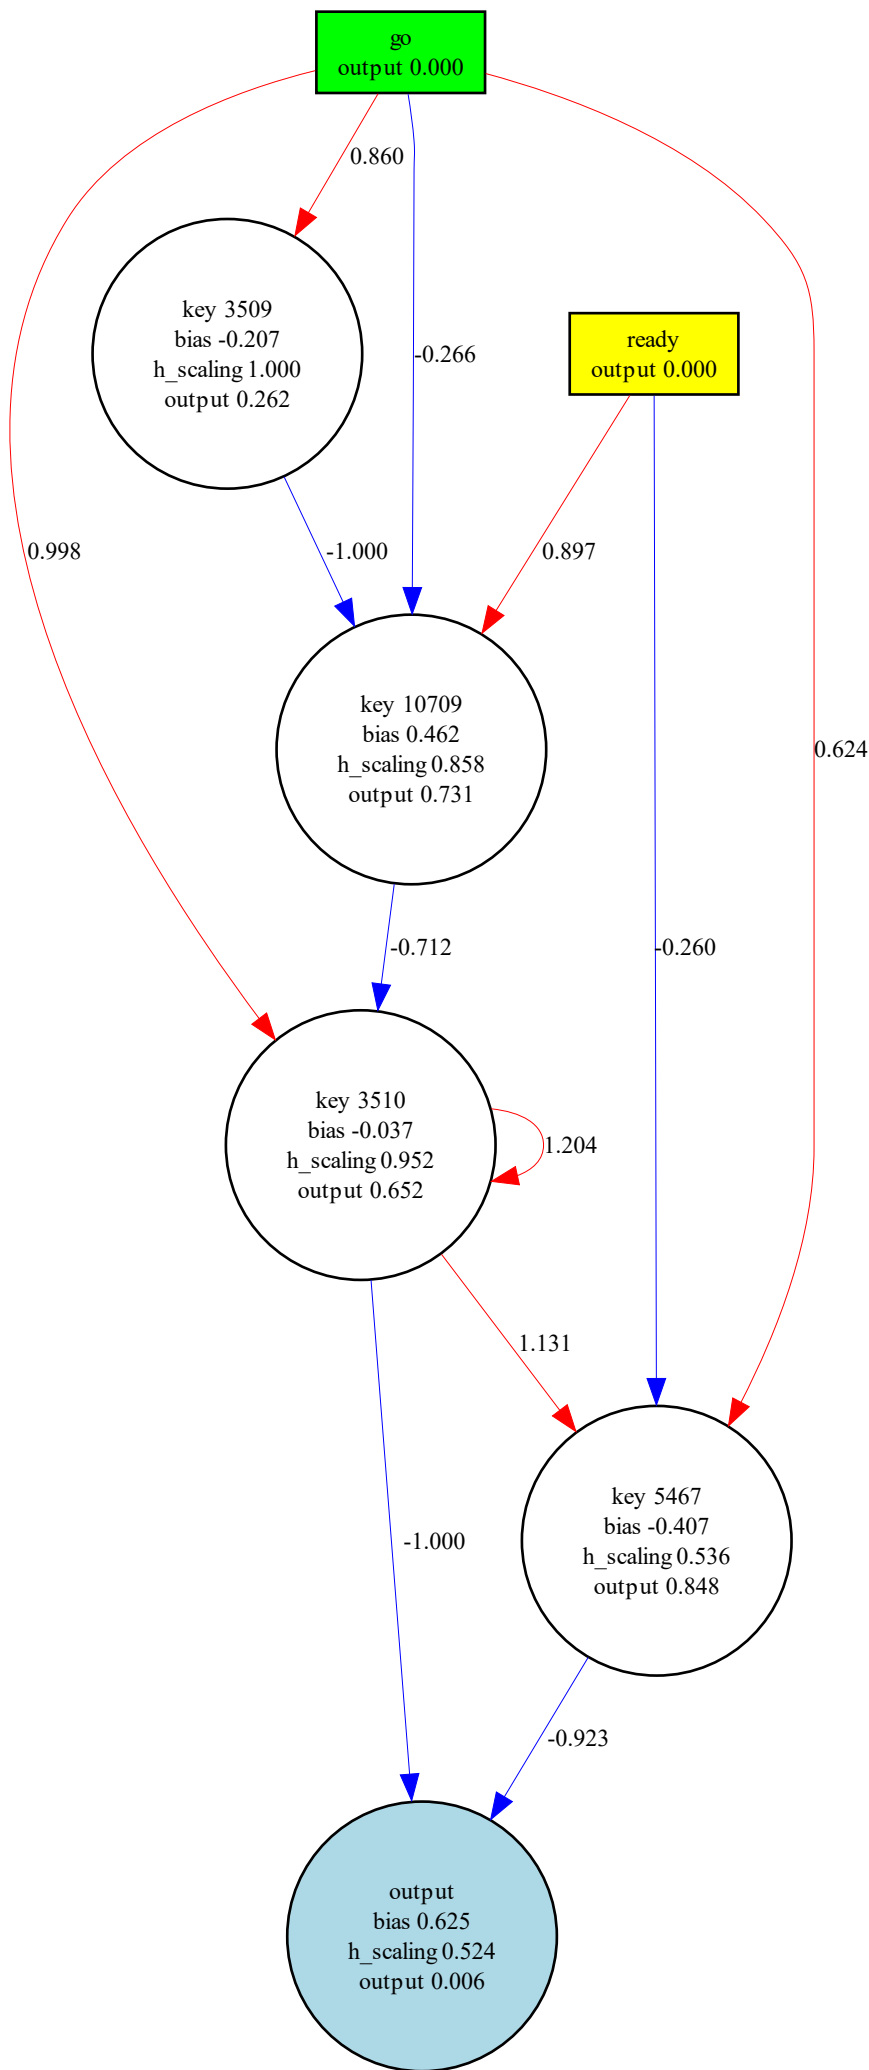 go
output 0.000
0.860
key 3509
bias -0.207
h_scaling 1.000
output 0.262
-0.266
ready
output 0.000
0.998
-1.000
0.897
key 10709
bias 0.462
h_scaling 0.858
output 0.731
0.624
-0.712
-0.260
key 3510
bias -0.037
h_scaling 0.952
output 0.652
1.204
1.131
key 5467
bias -0.407
h_scaling 0.536
output 0.848
-1.000
-0.923
output
bias 0.625
h_scaling 0.524
output 0.006